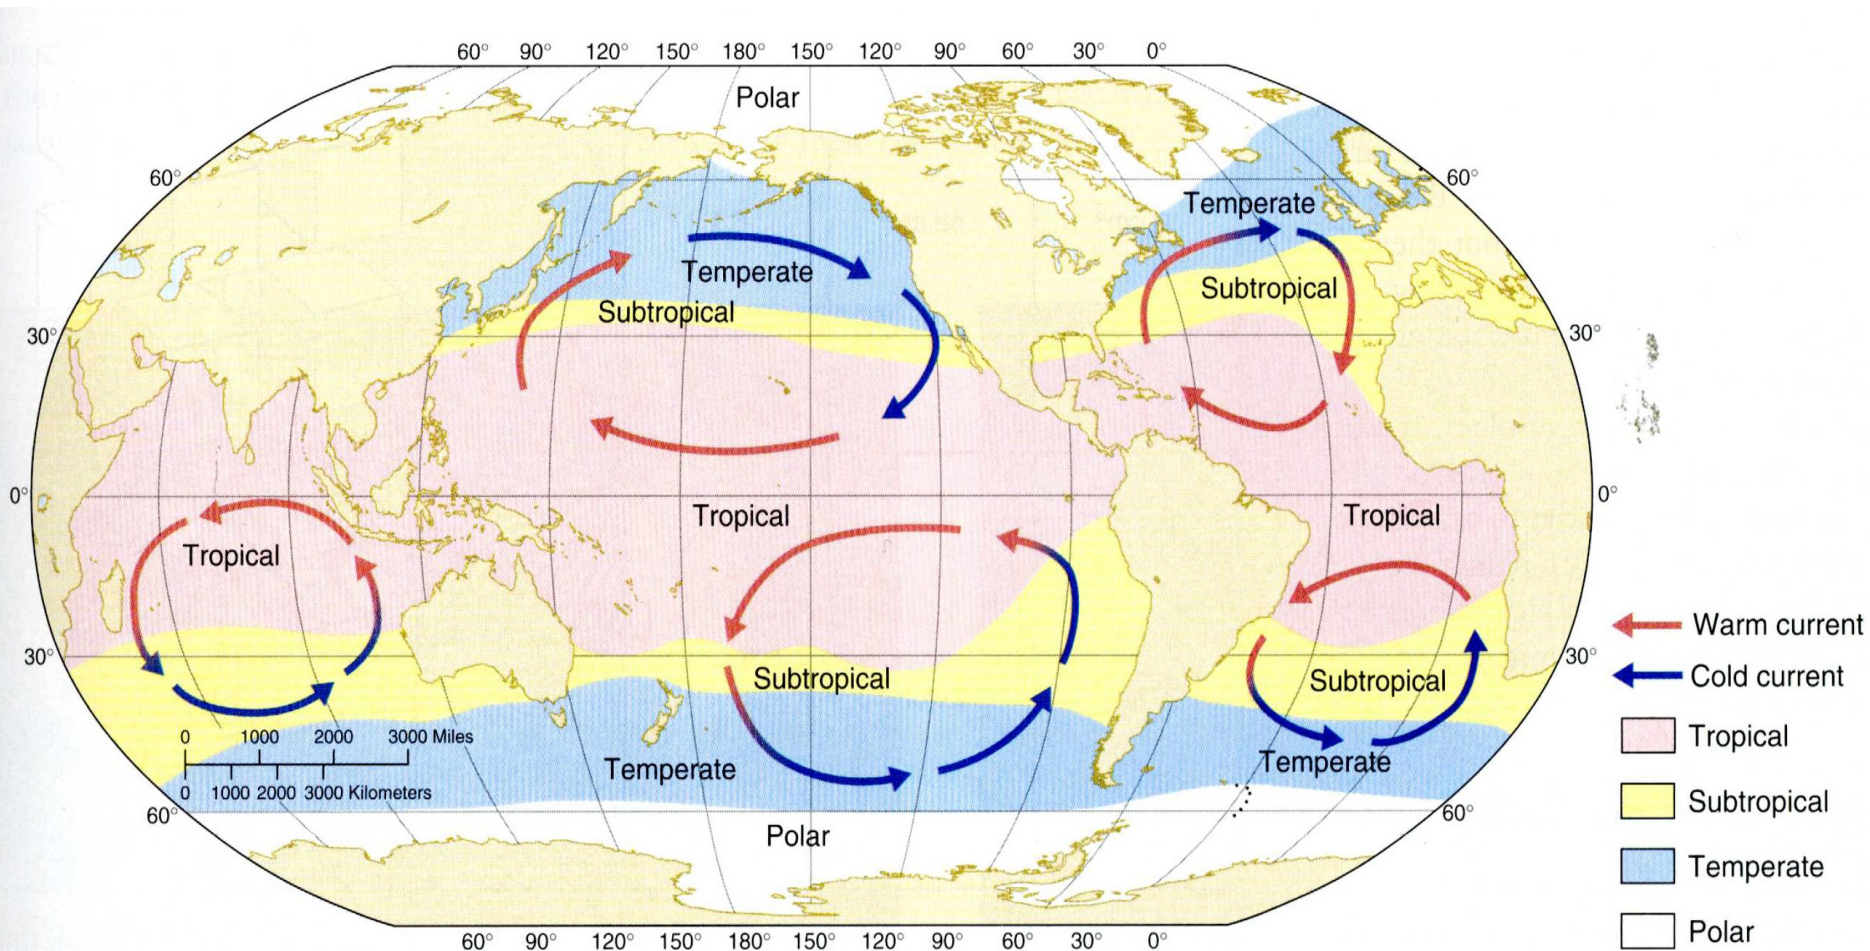 60° 90° 120° 150° 180° 150° 120° 90° 60° 30° 0°
Polar
60° 60°
Temperate
Temperate
Subtropical
Subtropical
30° 30°
0° 0°
Tropical Tropical
Tropical
Warm current
30° 30°
Cold current
Subtropical Subtropical
0 1000 2000 3000 Miles
Tropical
Temperate Temperate
0 1000 2000 3000 Kilometers
Subtropical
60° 60°
Polar
Temperate
Polar
60° 90° 120° 150° 180° 150° 120° 90° 60° 30° 0°